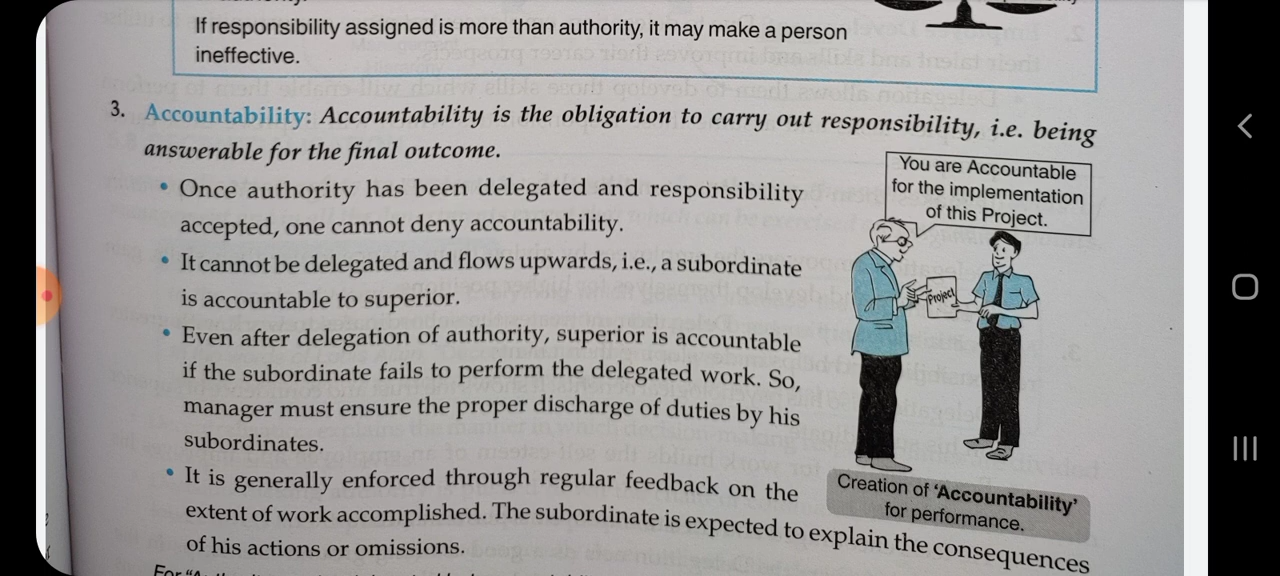 If responsibility assigned is more than authority, it may make a person
ineffective.
3. Accountability: Accountability is the obligation to carry out responsibility, i.e. being
answerable for the final outcome.
• Once authority has been delegated and responsibility
accepted, one cannot deny accountability.
• It cannot be delegated and flows upwards, i.e., a subordinate
is accountable to superior.
• Even after delegation of authority, superior is accountable
if the subordinate fails to perform the delegated work. So,
manager must ensure the proper discharge of duties by his
subordinates.
• It is generally enforced through regular feedback on the
extent of work accomplished. The subordinate is expected to explain the consequences
of his actions or omissions.
You are Accountable
for the implementation
of this Project.
Project
Creation of 'Accountability'
for performance.